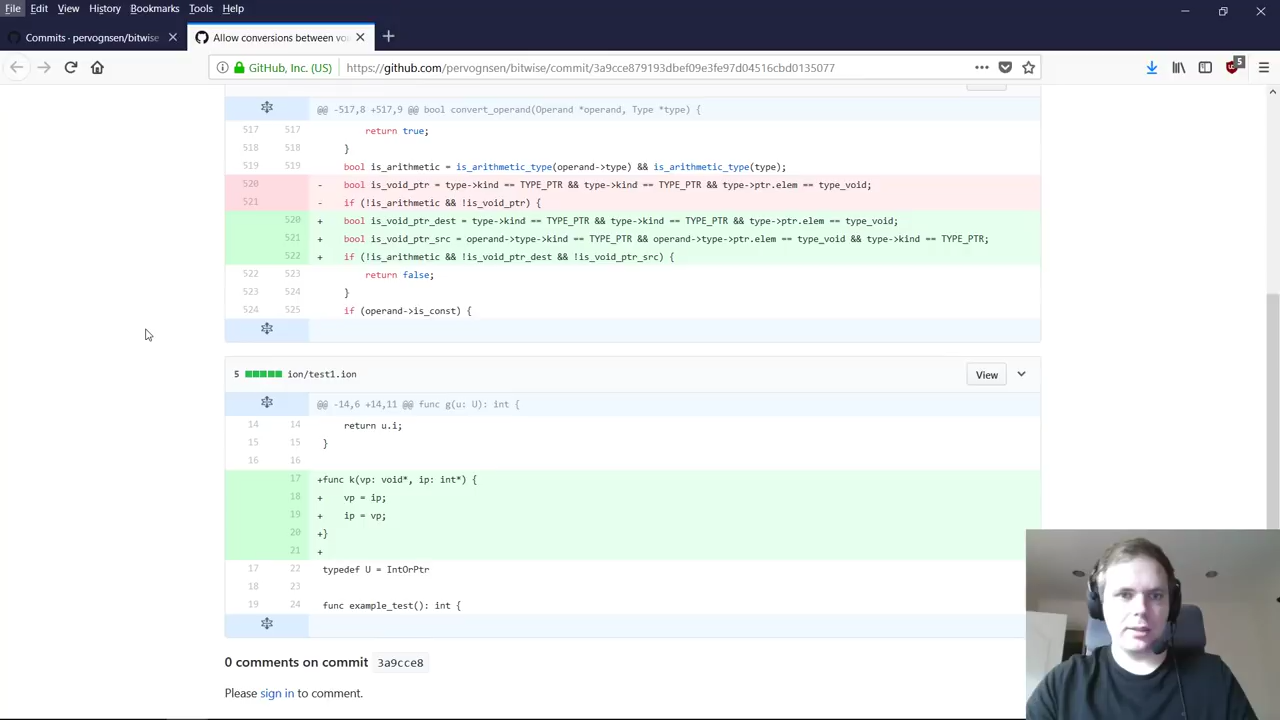 File Edit View History Bookmarks Tools Help
Commits · pervognsen/bitwise
Allow conversions between vo
GitHub, Inc. (US) https://github.com/pervognsen/bitwise/commit/3a9cce879193dbef09e3fe97d04516cbd0135077
5
@@ -517,8 +517,9 @@ bool convert_operand(Operand *operand, Type *type) {
517 517 return true;
518 518 }
519 519 bool is_arithmetic = is_arithmetic_type(operand->type) && is_arithmetic_type(type);
520 - bool is_void_ptr = type->kind == TYPE_PTR && type->kind == TYPE_PTR && type->ptr.elem == type_void;
521 - if (!is_arithmetic && !is_void_ptr) {
520 + bool is_void_ptr_dest = type->kind == TYPE_PTR && type->kind == TYPE_PTR && type->ptr.elem == type_void;
521 + bool is_void_ptr_src = operand->type->kind == TYPE_PTR && operand->type->ptr.elem == type_void && type->kind == TYPE_PTR;
522 + if (!is_arithmetic && !is_void_ptr_dest && !is_void_ptr_src) {
522 523 return false;
523 524 }
524 525 if (operand->is_const) {
5 ion/test1.ion View
@@ -14,6 +14,11 @@ func g(u: U): int {
14 14 return u.i;
15 15 }
16 16
17 +func k(vp: void*, ip: int*) {
18 + vp = ip;
19 + ip = vp;
20 +}
21 +
17 22 typedef U = IntOrPtr
18 23
19 24 func example_test(): int {
0 comments on commit 3a9cce8
Please sign in to comment.